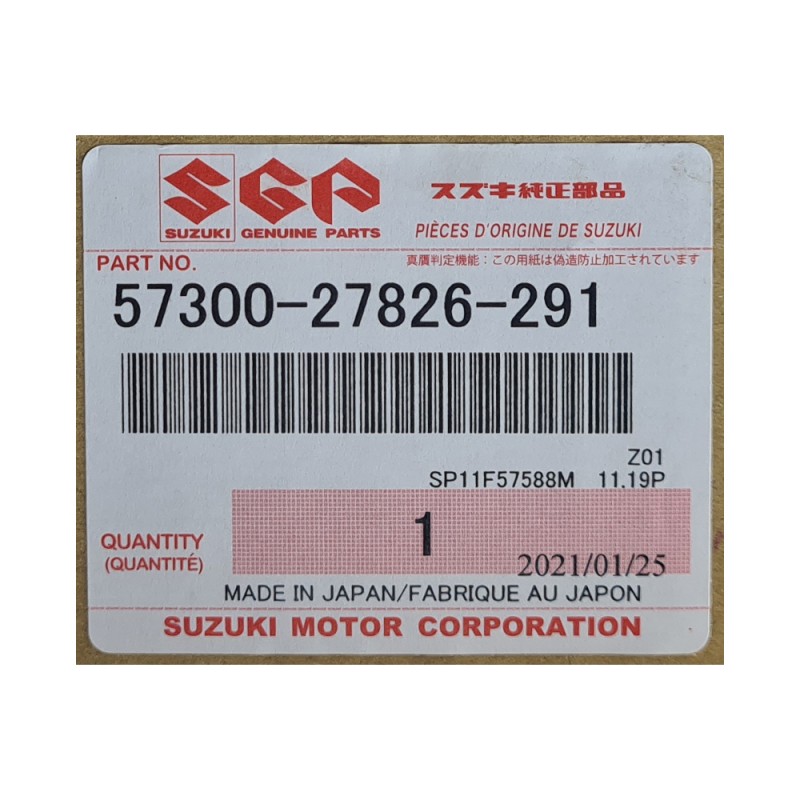 SGP
スズキ純正部品
SUZUKI GENUINE PARTS
PIÈCES D'ORIGINE DE SUZUKI
PART NO.
真贋判定機能：この用紙は偽造防止加工されています
57300-27826-291
Z01
SP11F57588M 11.19P
QUANTITY
(QUANTITÉ)
1
2021/01/25
MADE IN JAPAN/FABRIQUE AU JAPON
SUZUKI MOTOR CORPORATION